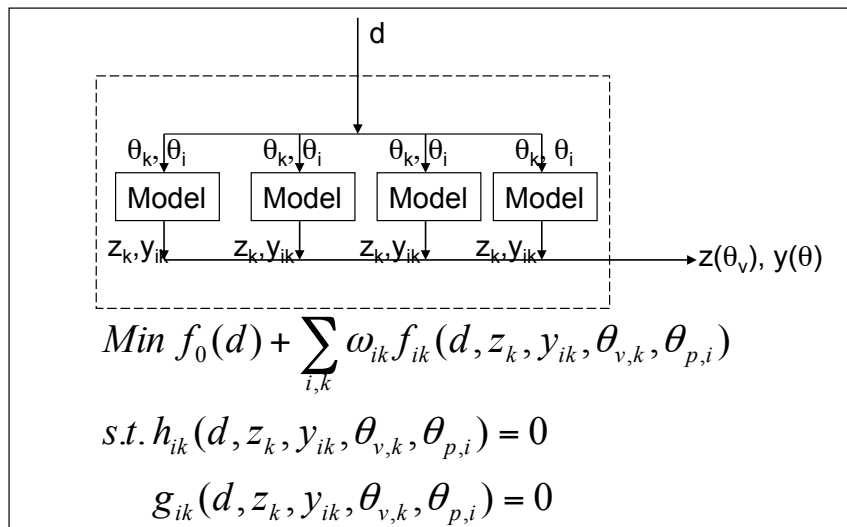 d
θk, θi θk, θi θk, θi θk, θi
Model Model Model Model
zk,yik zk,yik zk,yik zk,yik z(θv), y(θ)
Min f0(d) + ∑i,k ωik fik(d, zk, yik, θv,k, θp,i)
s.t. hik(d, zk, yik, θv,k, θp,i) = 0
gik(d, zk, yik, θv,k, θp,i) = 0